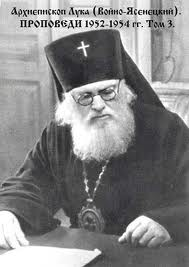 Архиепископ Лука (Войно-Ясенецкий).
ПРОПОВЕДИ 1952-1954 гг. Том 3.